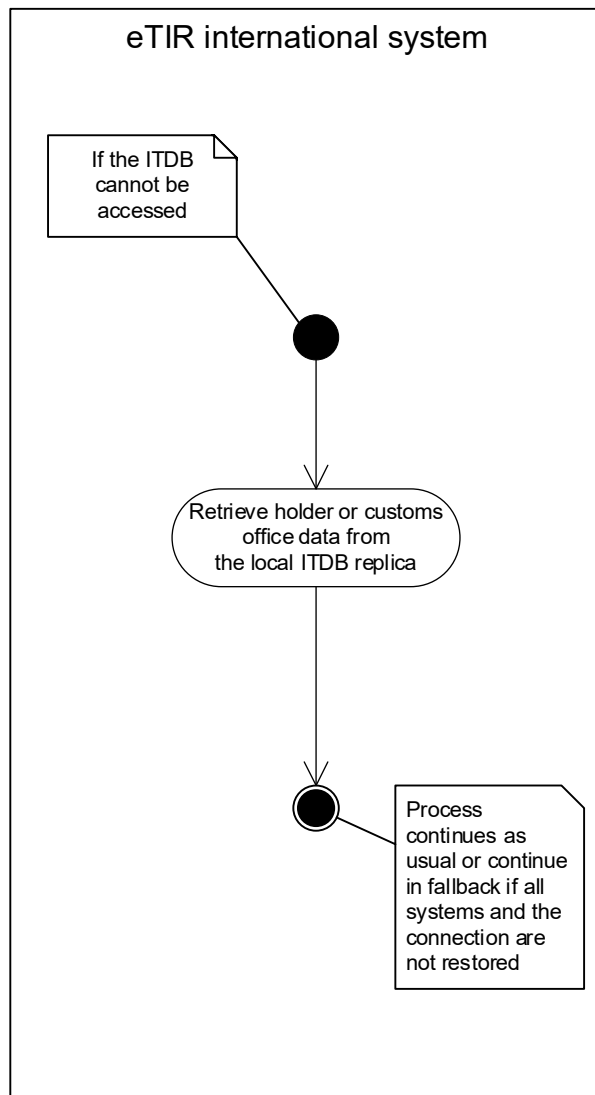 eTIR international system
If the ITDB
cannot be
accessed
Retrieve holder or customs
office data from
the local ITDB replica
Process
continues as
usual or continue
in fallback if all
systems and the
connection are
not restored